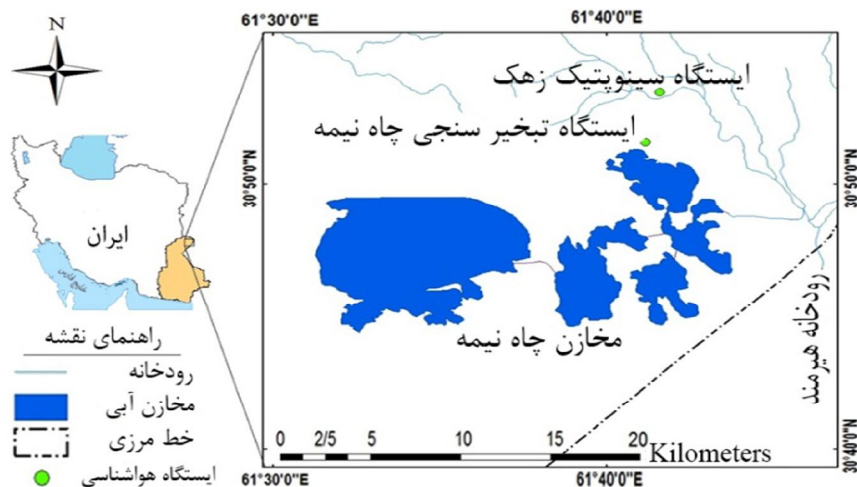 61°30'0"E
61°40'0"E
N
ایستگاه سینوپتیک زهک
ایستگاه تبخیر سنجی چاه نیمه
30°50'0"N
30°50'0"N
ایران
رودخانه هیرمند
مخازن چاه نیمه
راهنمای نقشه
رودخانه
مخازن آبی
خط مرزی
ایستگاه هواشناسی
0 2/5 5 10 15 20 Kilometers
30°40'0"N
61°30'0"E
61°40'0"E